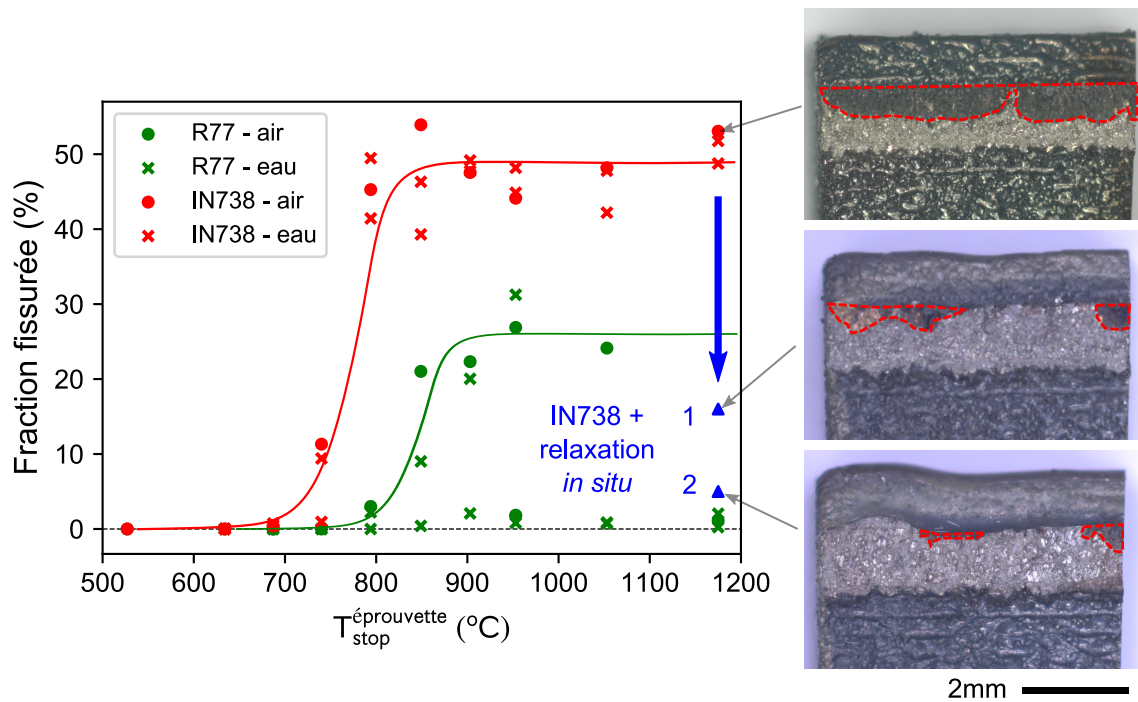 R77 - air
R77 - eau
IN738 - air
IN738 - eau
Fraction fissurée (%)
50
40
30
20
10
0
IN738 +
relaxation
in situ
1
2
500
600
700
800
900
1000
1100
1200
T stop éprouvette (°C)
2mm